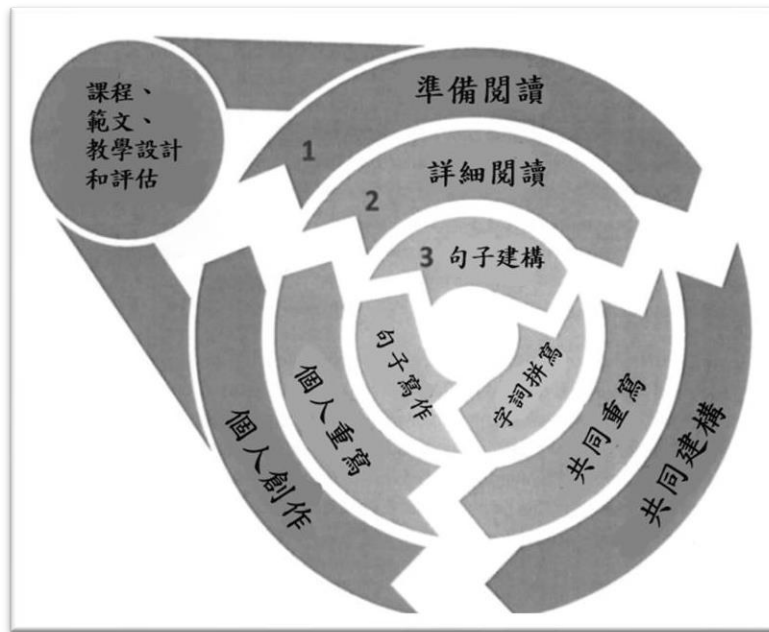 課程、
範文、
教學設計
和評估
1
準備閱讀
2
詳細閱讀
3 句子建構
句子寫作
字詞拼寫
個人重寫
共同重寫
個人創作
共同建構